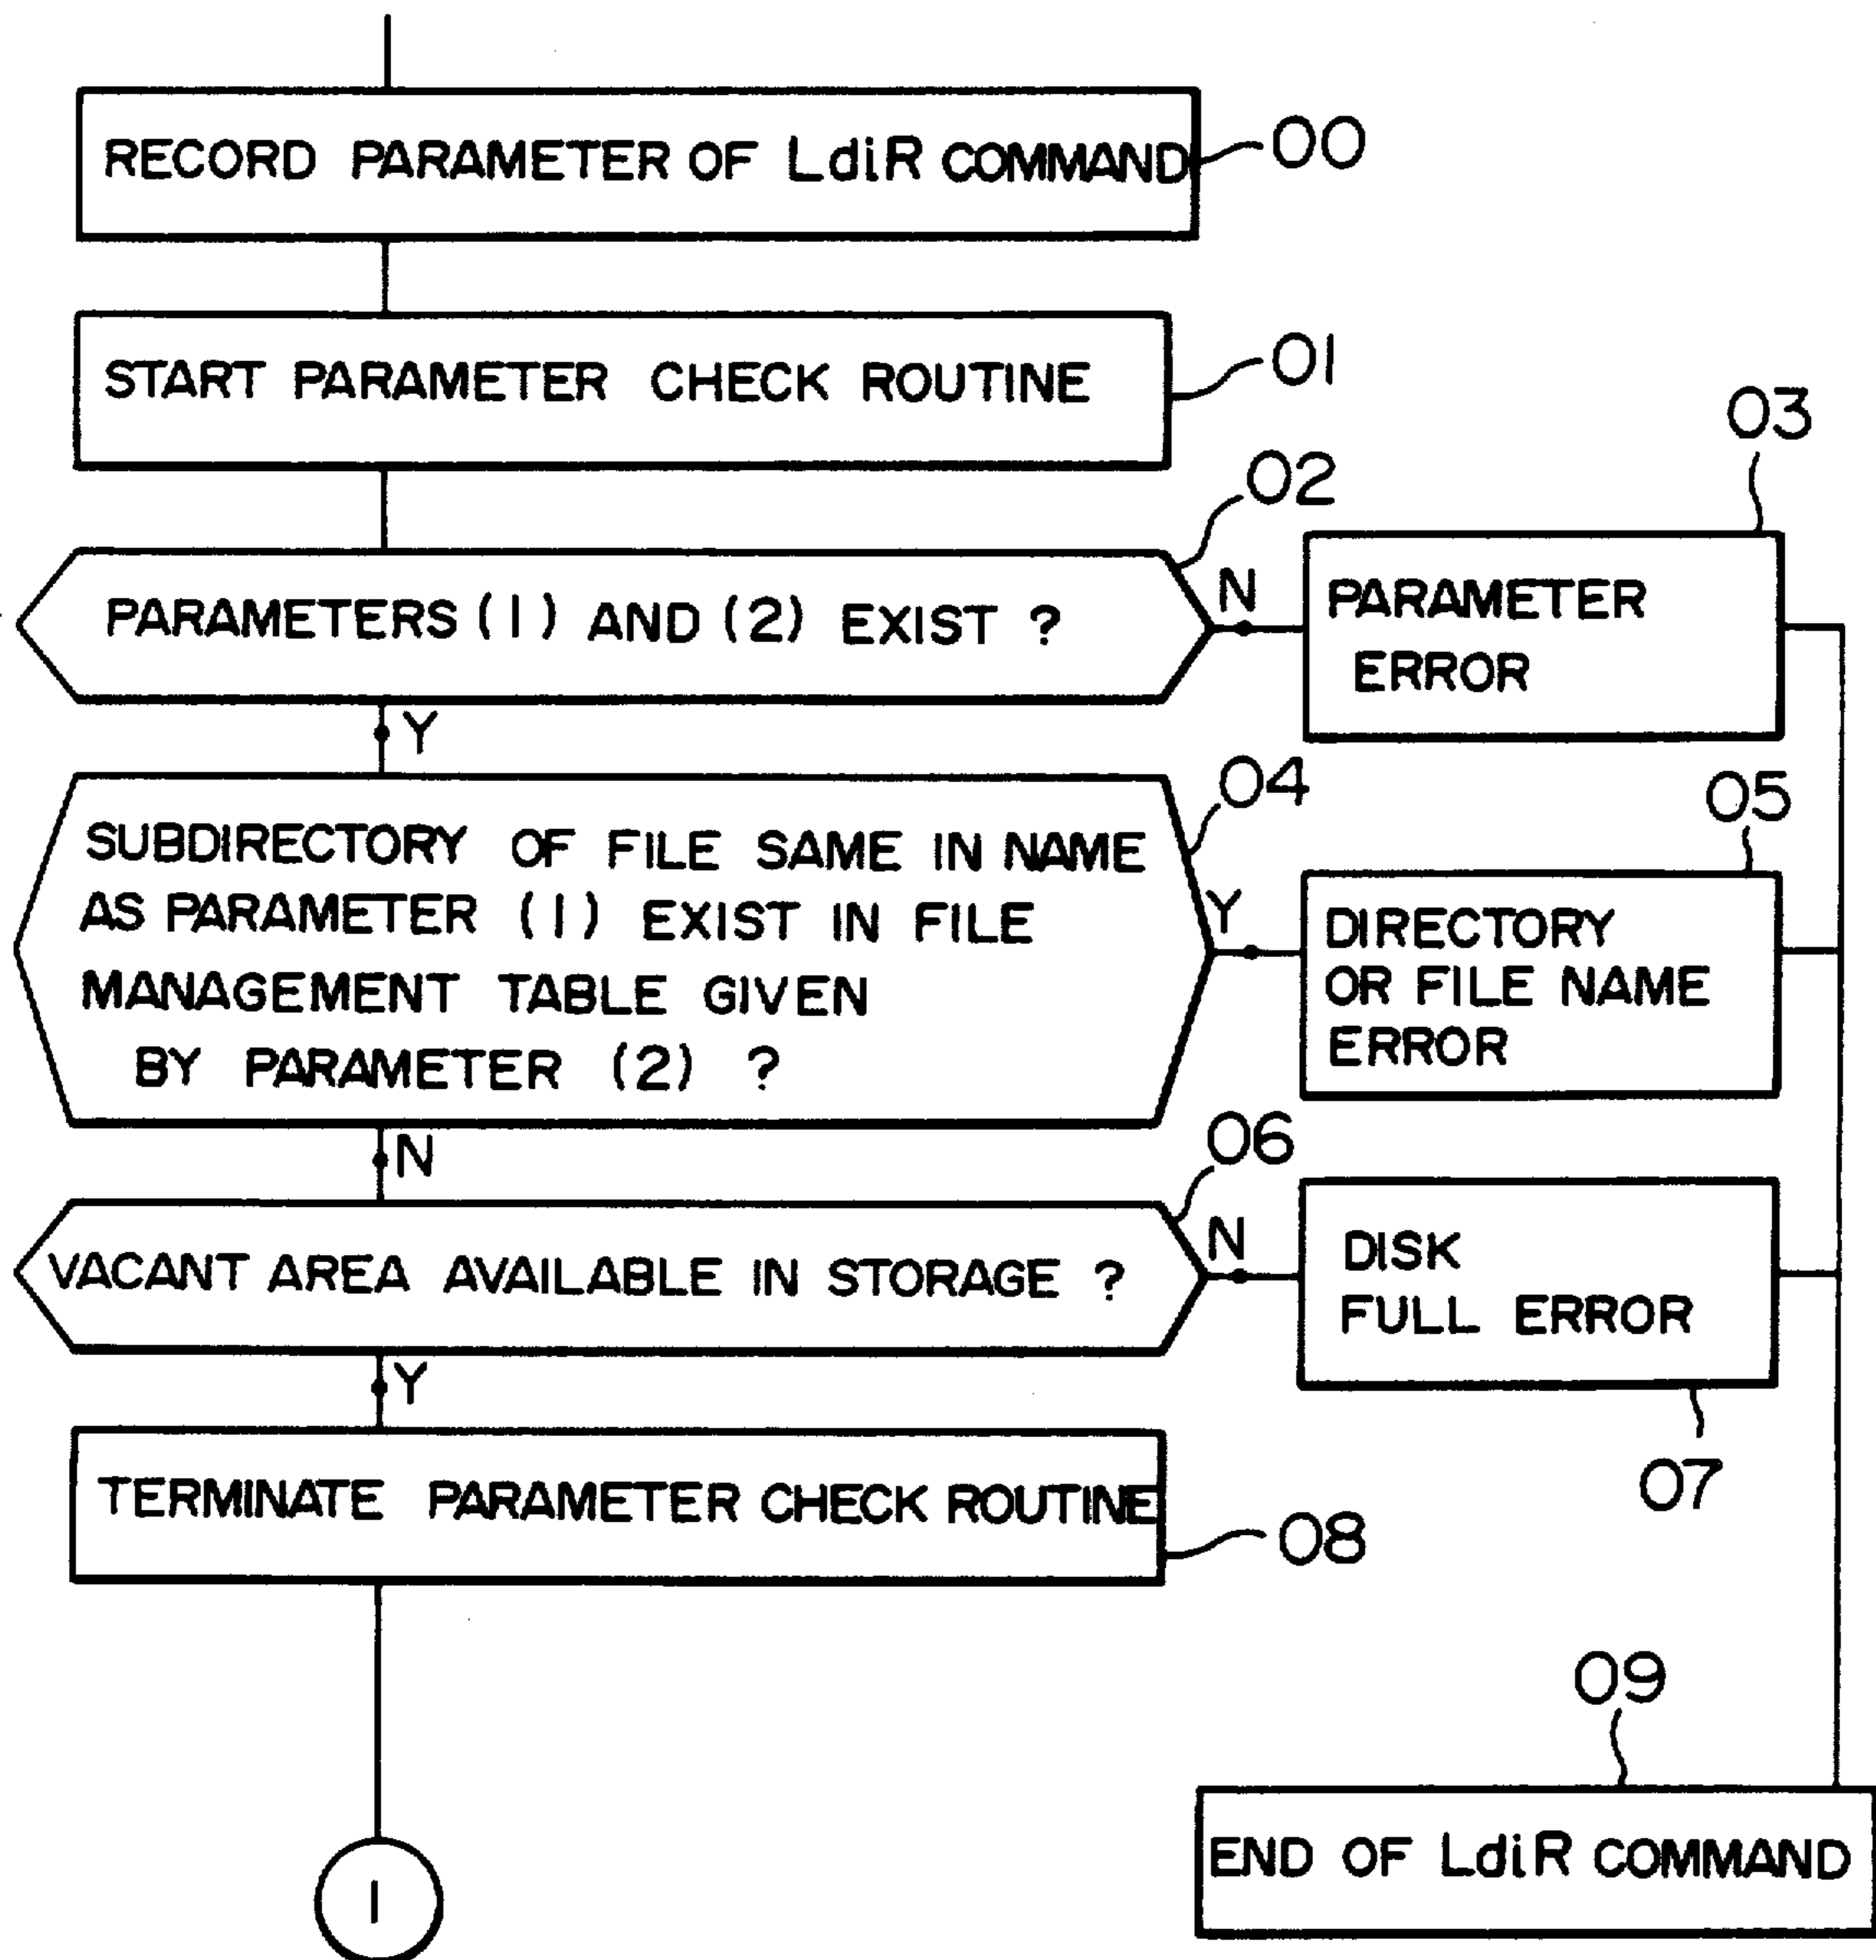 RECORD PARAMETER OF LdiR COMMAND
00
START PARAMETER CHECK ROUTINE
01
PARAMETERS (1) AND (2) EXIST ?
02
N
03
PARAMETER
ERROR
Y
SUBDIRECTORY OF FILE SAME IN NAME
AS PARAMETER (1) EXIST IN FILE
MANAGEMENT TABLE GIVEN
BY PARAMETER (2) ?
04
Y
05
DIRECTORY
OR FILE NAME
ERROR
N
VACANT AREA AVAILABLE IN STORAGE ?
06
N
DISK
FULL ERROR
07
Y
TERMINATE PARAMETER CHECK ROUTINE
08
1
09
END OF LdiR COMMAND